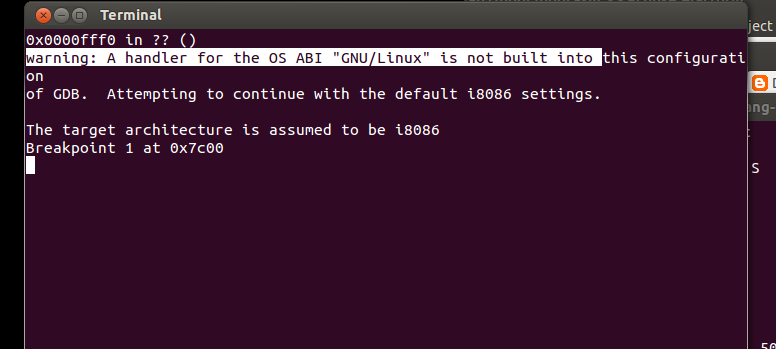 Terminal
ject
0x0000fff0 in ?? ()
warning: A handler for the OS ABI "GNU/Linux" is not built into this configurati
on
of GDB.  Attempting to continue with the default i8086 settings.
The target architecture is assumed to be i8086
Breakpoint 1 at 0x7c00
D
ang-
S
50